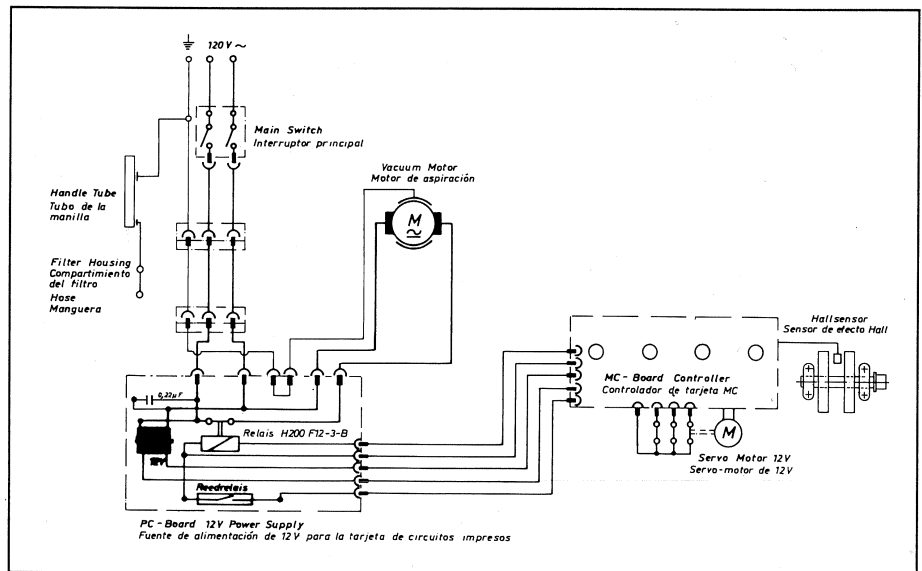 120 V ~
Main Switch
Interruptor principal
Vacuum Motor
Motor de aspiración
M
Handle Tube
Tubo de la
manilla
Filter Housing
Compartimiento
del filtro
Hose
Manguera
Hallsensor
Sensor de efecto Hall
MC-Board Controller
Controlador de tarjeta MC
M
Servo Motor 12V
Servo-motor de 12V
0,22µF
Relais H200 F12-3-B
12V
Reedrelais
PC-Board 12V Power Supply
Fuente de alimentación de 12V para la tarjeta de circuitos impresos